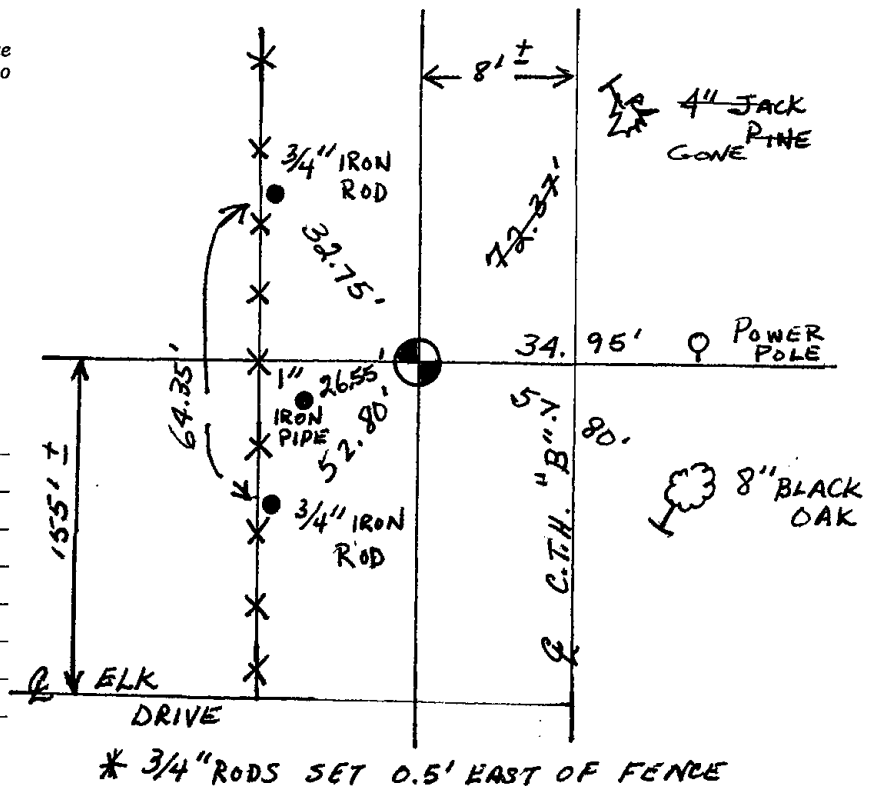 8' ±
4" JACK
PINE
GONE
3/4" IRON
ROD
32.75'
72.37'
64.35'
34.95'
POWER
POLE
1"
IRON
PIPE
26.55'
52.80'
57.80'
155' ±
3/4" IRON
ROD
8" BLACK
OAK
℄ C.T.H. "B"
℄ ELK
DRIVE
* 3/4" RODS SET 0.5' EAST OF FENCE